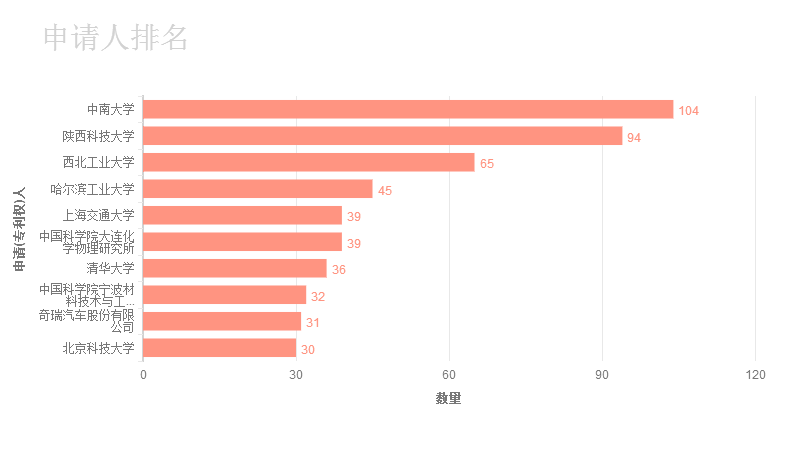 申请人排名
中南大学
104
陕西科技大学
94
西北工业大学
65
哈尔滨工业大学
45
上海交通大学
39
中国科学院大连化
学物理研究所
39
清华大学
36
中国科学院宁波材
料技术与工...
32
奇瑞汽车股份有限
公司
31
北京科技大学
30
申请(专利权)人
0
30
60
90
120
数量